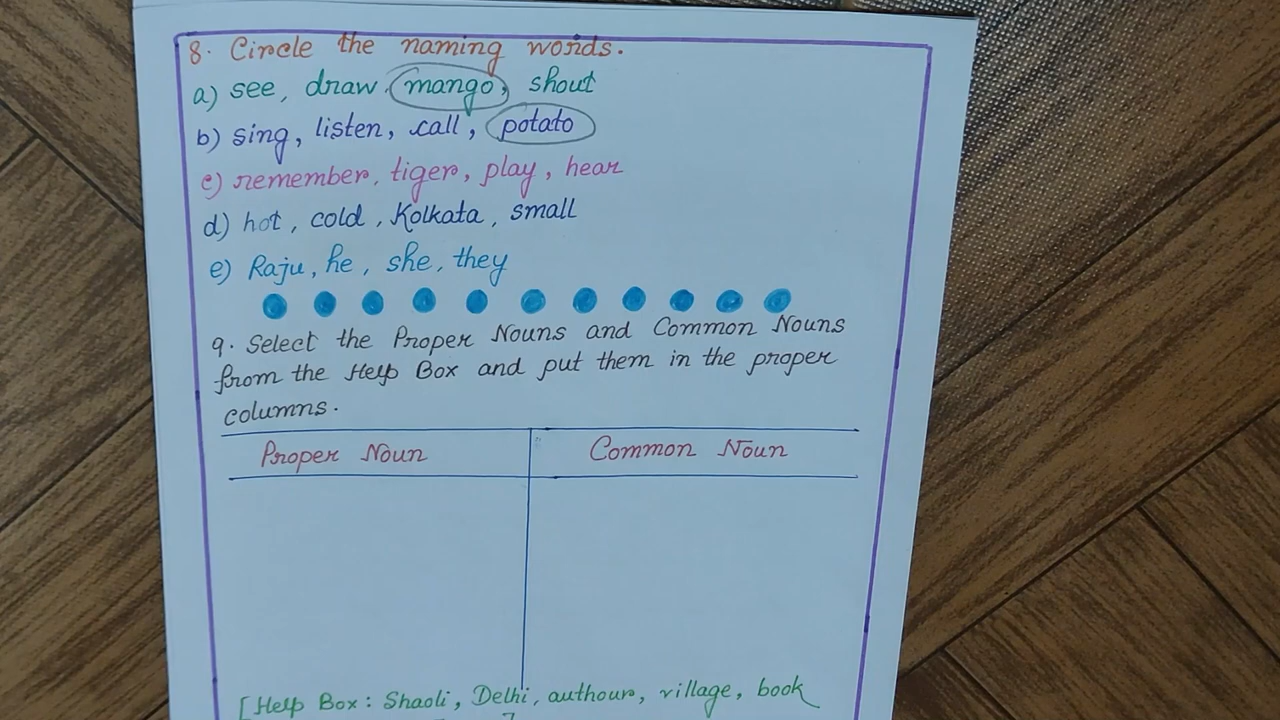 8. Circle the naming words.
a) see, draw, mango, shout
b) sing, listen, call, potato
c) remember, tiger, play, hear
d) hot, cold, Kolkata, small
e) Raju, he, she, they
9. Select the Proper Nouns and Common Nouns
from the Help Box and put them in the proper
columns.
Proper Noun Common Noun
[Help Box: Shaoli, Delhi, authour, village, book